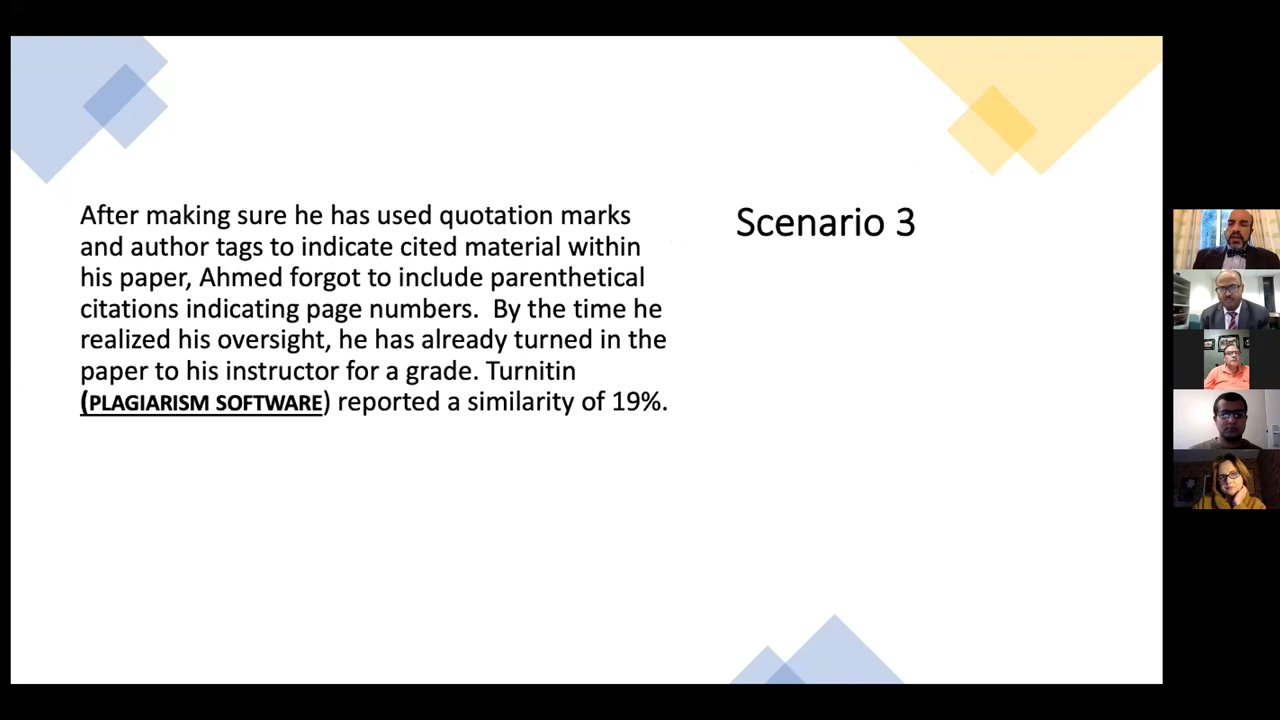 After making sure he has used quotation marks
and author tags to indicate cited material within
his paper, Ahmed forgot to include parenthetical
citations indicating page numbers.  By the time he
realized his oversight, he has already turned in the
paper to his instructor for a grade. Turnitin
(PLAGIARISM SOFTWARE) reported a similarity of 19%.
Scenario 3